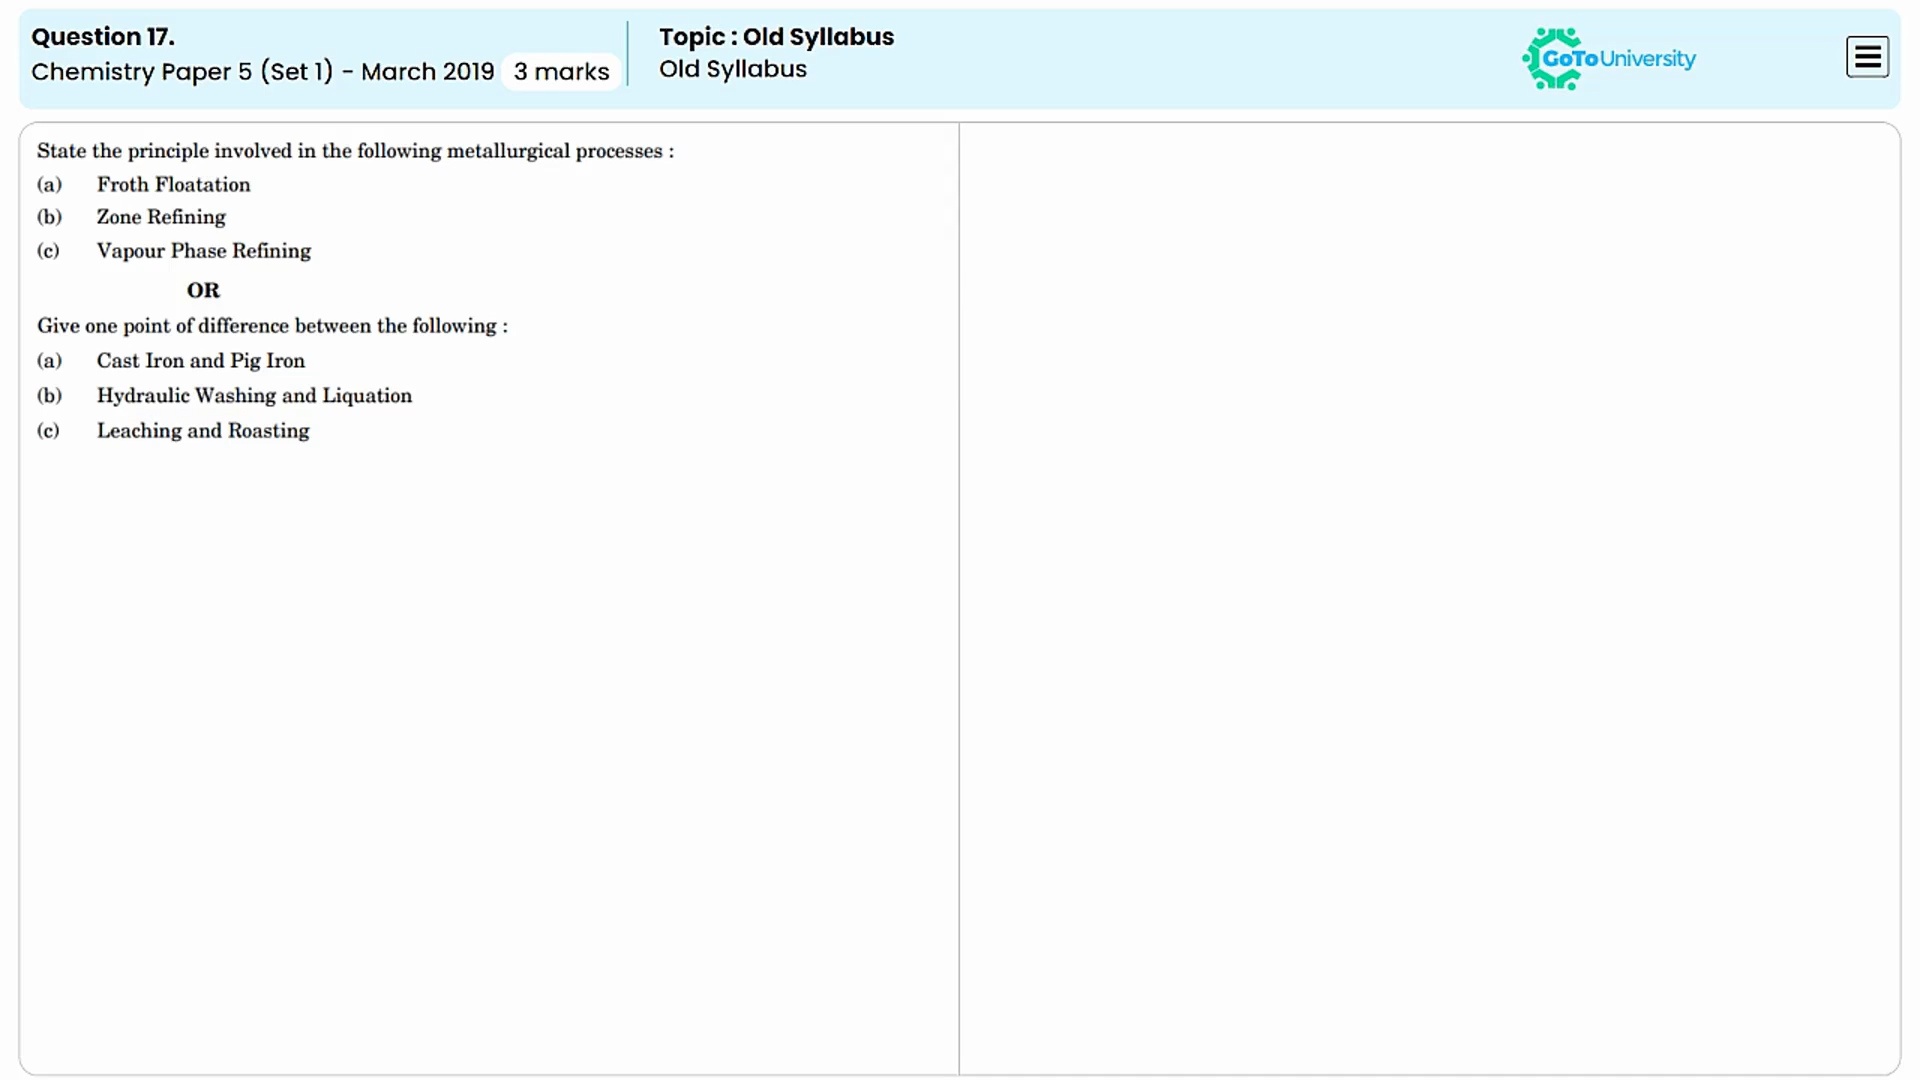 Question 17.
Chemistry Paper 5 (Set 1) - March 2019 3 marks
Topic : Old Syllabus
Old Syllabus
GoToUniversity
State the principle involved in the following metallurgical processes :
(a) Froth Floatation
(b) Zone Refining
(c) Vapour Phase Refining
OR
Give one point of difference between the following :
(a) Cast Iron and Pig Iron
(b) Hydraulic Washing and Liquation
(c) Leaching and Roasting